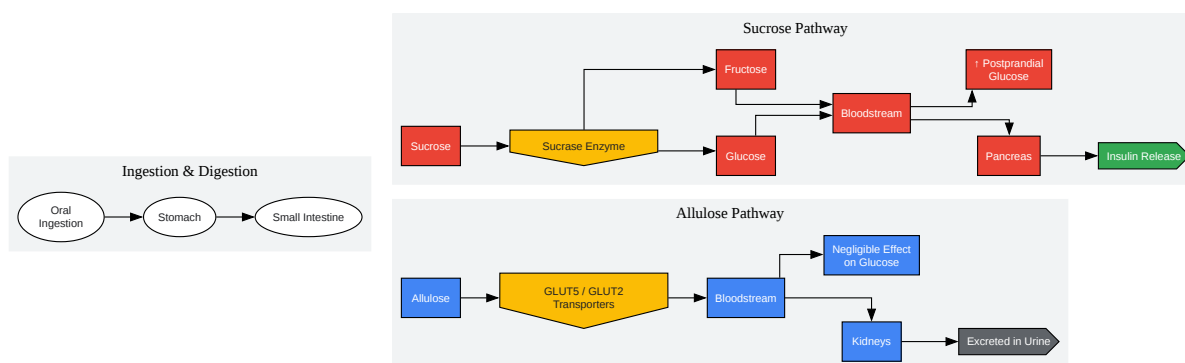 Ingestion & Digestion
Oral
Ingestion
Stomach
Small Intestine
Sucrose Pathway
Sucrose
Sucrase Enzyme
Fructose
Glucose
Bloodstream
↑ Postprandial
Glucose
Pancreas
Insulin Release
Allulose Pathway
Allulose
GLUT5 / GLUT2
Transporters
Bloodstream
Negligible Effect
on Glucose
Kidneys
Excreted in Urine